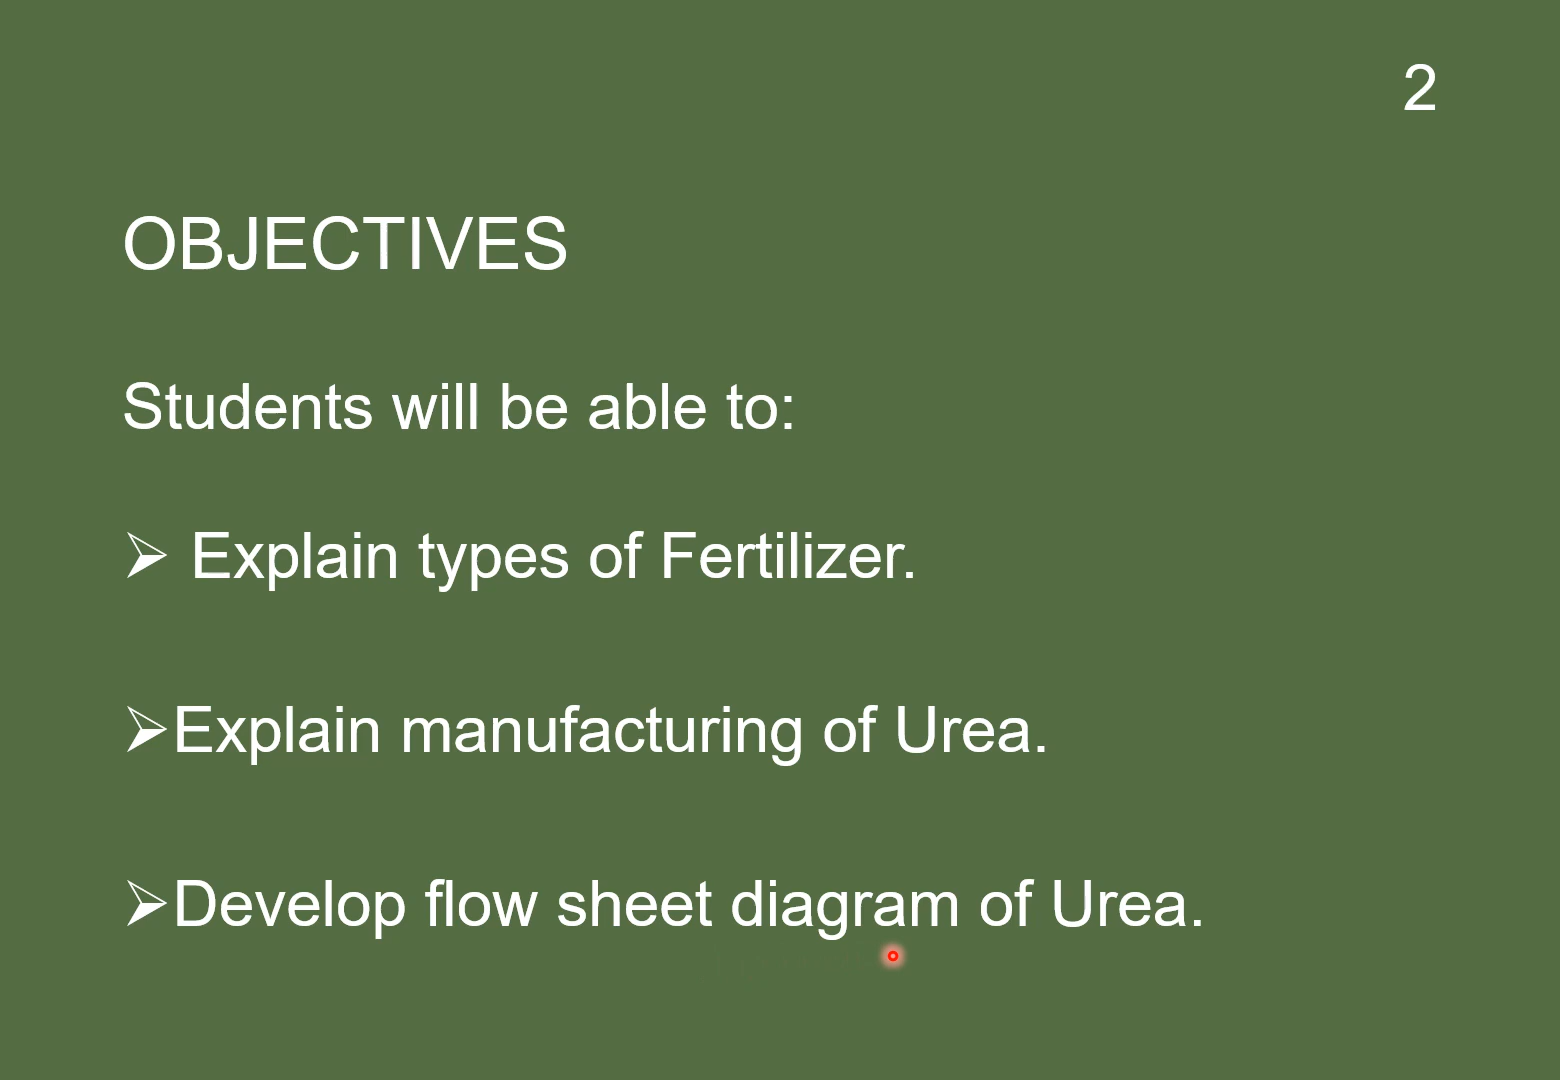 2
OBJECTIVES
Students will be able to:
➢ Explain types of Fertilizer.
➢Explain manufacturing of Urea.
➢Develop flow sheet diagram of Urea.